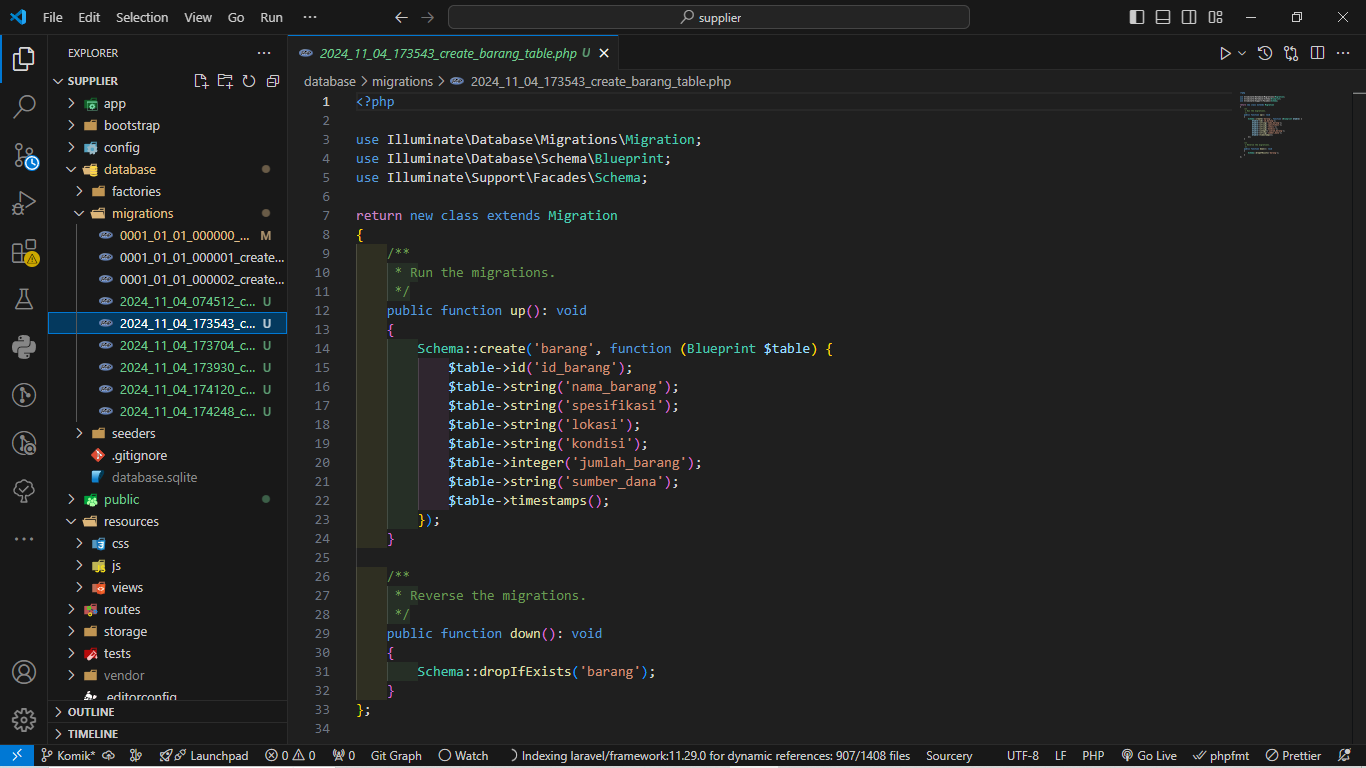 File Edit Selection View Go Run ··· supplier
EXPLORER ···
SUPPLIER
app
bootstrap
config
database
factories
migrations
0001_01_01_000000_... M
0001_01_01_000001_create...
0001_01_01_000002_create...
2024_11_04_074512_c... U
2024_11_04_173543_c... U
2024_11_04_173704_c... U
2024_11_04_173930_c... U
2024_11_04_174120_c... U
2024_11_04_174248_c... U
seeders
.gitignore
database.sqlite
public
resources
css
js
views
routes
storage
tests
vendor
.editorconfig
OUTLINE
TIMELINE
2024_11_04_173543_create_barang_table.php U
database > migrations > 2024_11_04_173543_create_barang_table.php
1 <?php
2
3 use Illuminate\Database\Migrations\Migration;
4 use Illuminate\Database\Schema\Blueprint;
5 use Illuminate\Support\Facades\Schema;
6
7 return new class extends Migration
8 {
9 /**
10 * Run the migrations.
11 */
12 public function up(): void
13 {
14 Schema::create('barang', function (Blueprint $table) {
15 $table->id('id_barang');
16 $table->string('nama_barang');
17 $table->string('spesifikasi');
18 $table->string('lokasi');
19 $table->string('kondisi');
20 $table->integer('jumlah_barang');
21 $table->string('sumber_dana');
22 $table->timestamps();
23 });
24 }
25
26 /**
27 * Reverse the migrations.
28 */
29 public function down(): void
30 {
31 Schema::dropIfExists('barang');
32 }
33 };
34
Komik* Launchpad 0 0 0 Git Graph Watch Indexing laravel/framework:11.29.0 for dynamic references: 907/1408 files Sourcery UTF-8 LF PHP Go Live phpfmt Prettier